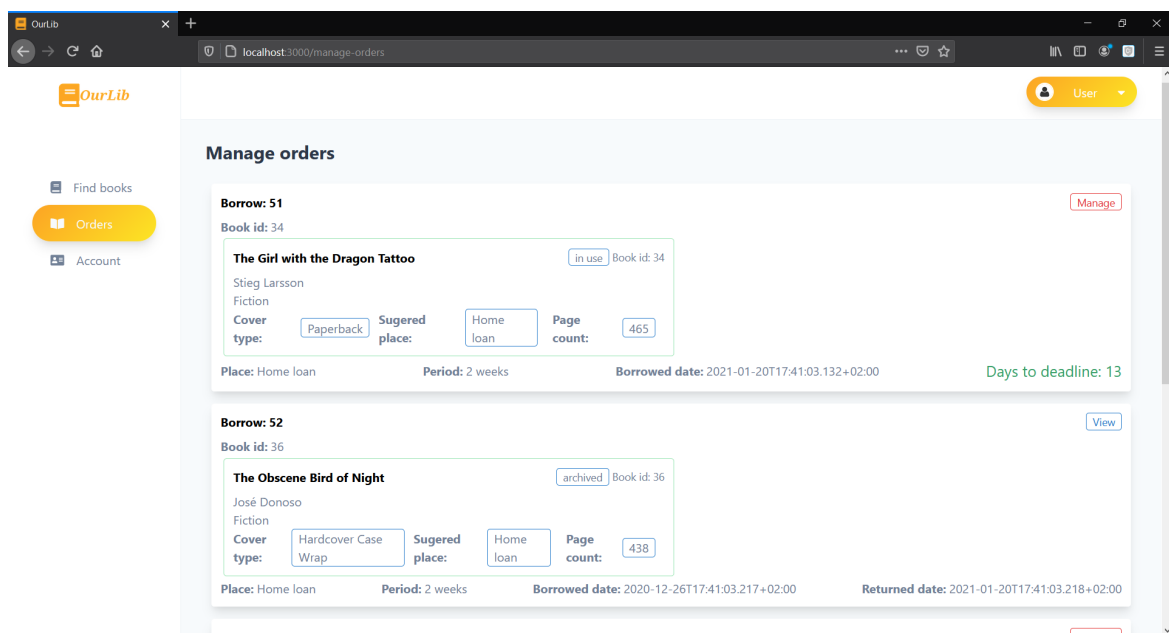 OurLib
localhost:3000/manage-orders
OurLib
User
Manage orders
Find books
Orders
Account
Borrow: 51
Manage
Book id: 34
The Girl with the Dragon Tattoo
in use
Book id: 34
Stieg Larsson
Fiction
Cover type:
Paperback
Sugered place:
Home loan
Page count:
465
Place: Home loan
Period: 2 weeks
Borrowed date: 2021-01-20T17:41:03.132+02:00
Days to deadline: 13
Borrow: 52
View
Book id: 36
The Obscene Bird of Night
archived
Book id: 36
José Donoso
Fiction
Cover type:
Hardcover Case Wrap
Sugered place:
Home loan
Page count:
438
Place: Home loan
Period: 2 weeks
Borrowed date: 2020-12-26T17:41:03.217+02:00
Returned date: 2021-01-20T17:41:03.218+02:00